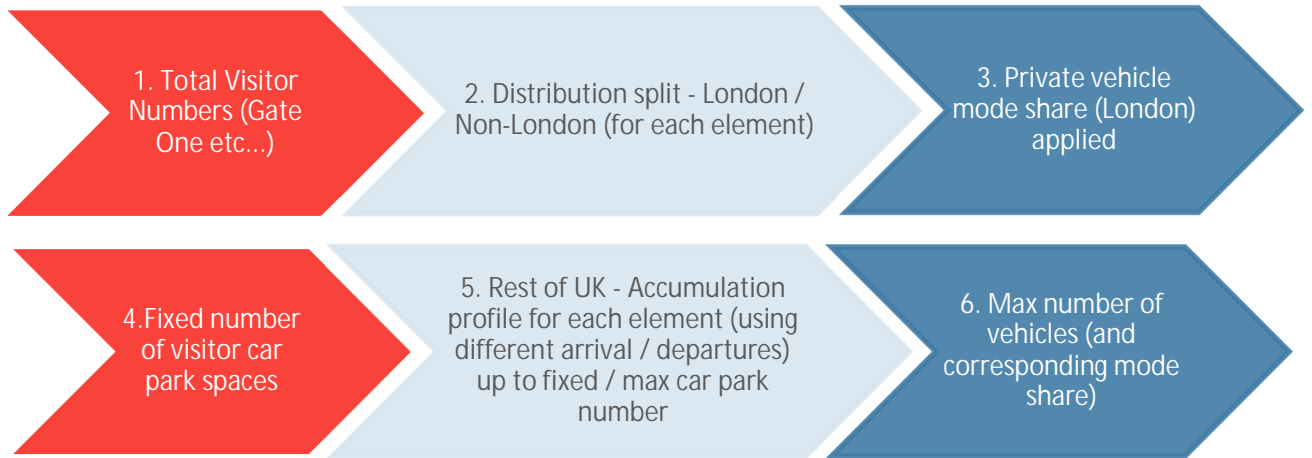 1. Total Visitor
Numbers (Gate
One etc...)
2. Distribution split - London /
Non-London (for each element)
3. Private vehicle
mode share (London)
applied
4.Fixed number
of visitor car
park spaces
5. Rest of UK - Accumulation
profile for each element (using
different arrival / departures)
up to fixed / max car park
number
6. Max number of
vehicles (and
corresponding mode
share)